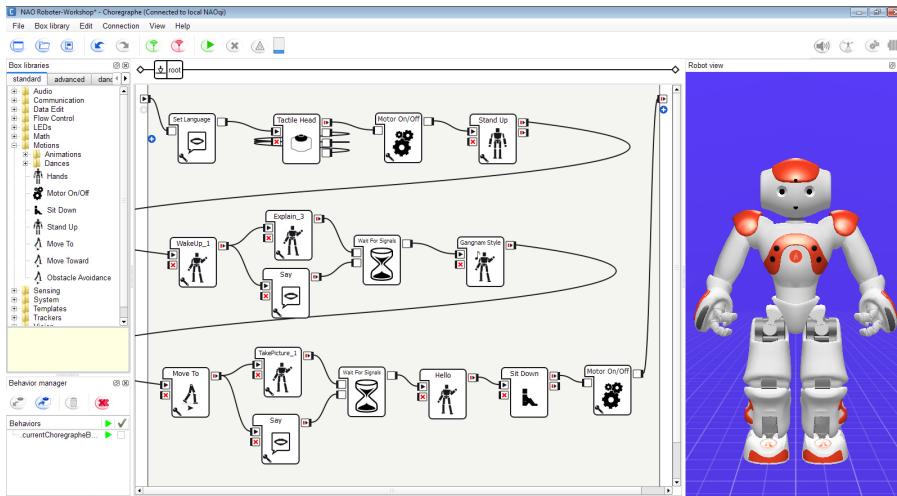 NAO Roboter-Workshop* - Choregraphe (Connected to local NAOqi)
File Box library Edit Connection View Help
Box libraries
standard advanced danc
Audio
Communication
Data Edit
Flow Control
LEDs
Math
Motions
Animations
Dances
Hands
Motor On/Off
Sit Down
Stand Up
Move To
Move Toward
Obstacle Avoidance
Sensing
System
Templates
Trackers
Vision
Behavior manager
Behaviors
.currentChoregrapheB...
root
Set Language
Tactile Head
Motor On/Off
Stand Up
WakeUp_1
Explain_3
Say
Wait For Signals
Gangnam Style
Move To
TakePicture_1
Say
Wait For Signals
Hello
Sit Down
Motor On/Off
Robot view